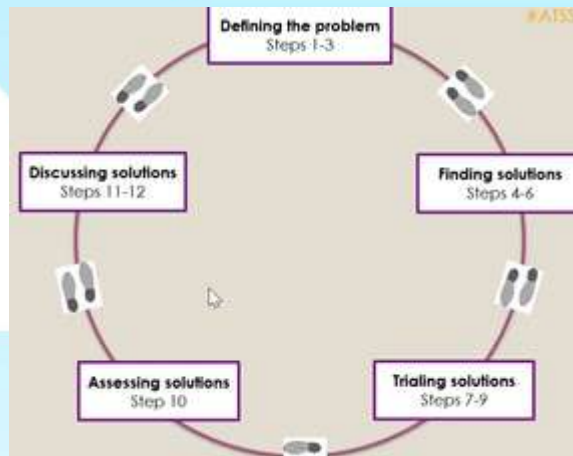 Defining the problem
Steps 1-3
Discussing solutions
Steps 11-12
Finding solutions
Steps 4-6
Assessing solutions
Step 10
Trialing solutions
Steps 7-9